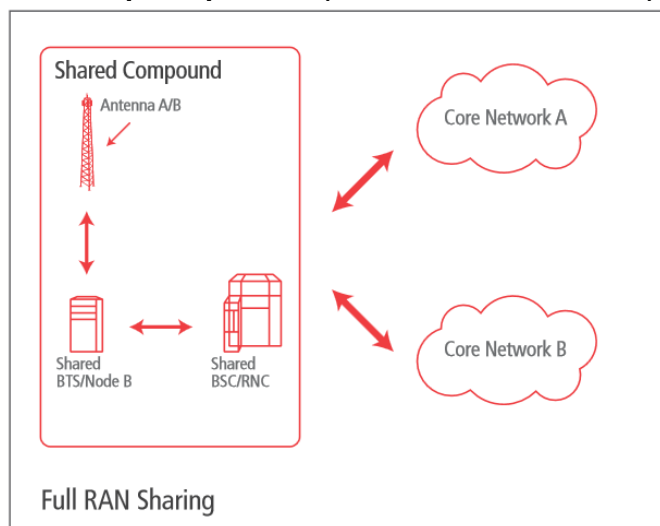 Shared Compound
Antenna A/B
Core Network A
Shared
BTS/Node B
Shared
BSC/RNC
Core Network B
Full RAN Sharing